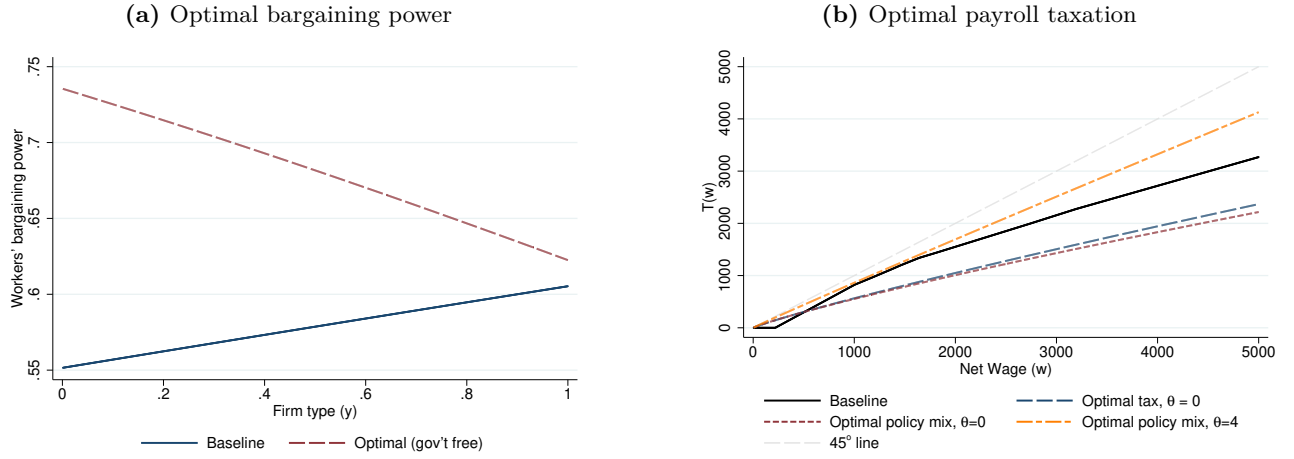 (a) Optimal bargaining power
Workers' bargaining power
.75
.7
.65
.6
.55
0 .2 .4 .6 .8 1
Firm type (y)
Baseline Optimal (gov't free)
(b) Optimal payroll taxation
T(w)
5000
4000
3000
2000
1000
0
0 1000 2000 3000 4000 5000
Net Wage (w)
Baseline Optimal tax, θ = 0
Optimal policy mix, θ=0 Optimal policy mix, θ=4
45° line